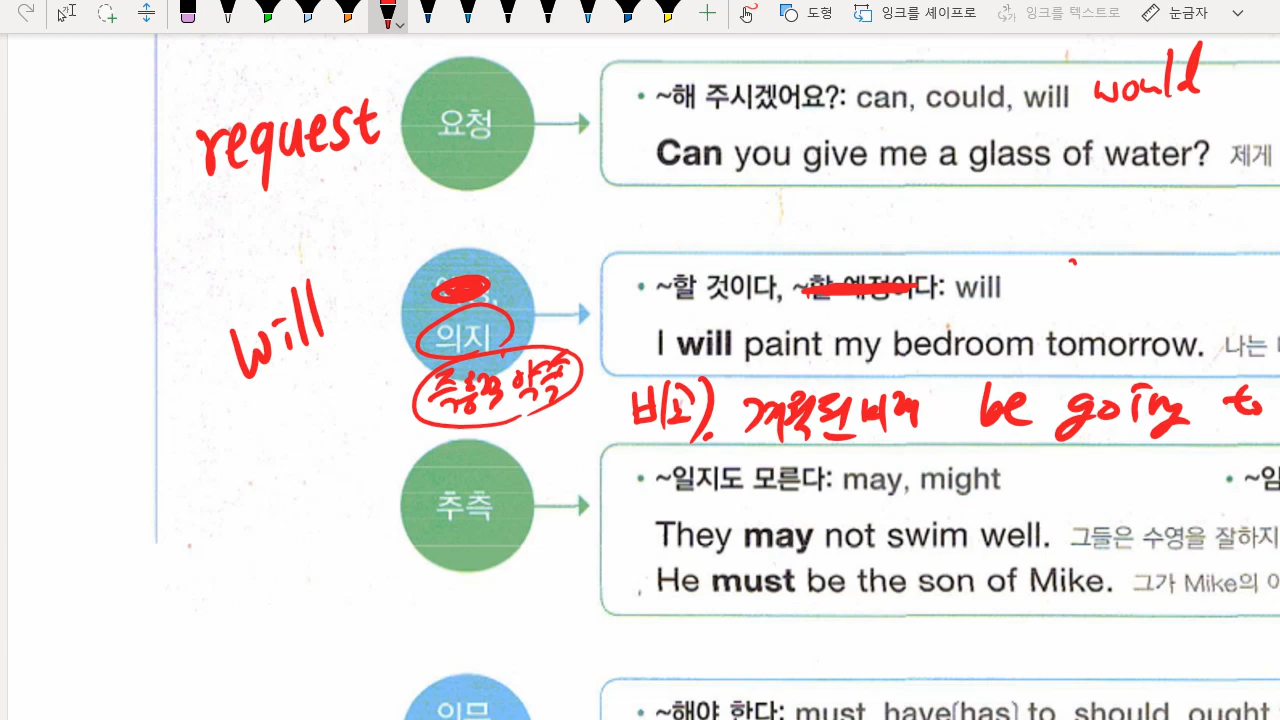 도형 잉크를 셰이프로 잉크를 텍스트로 눈금자
request 요청 ~해 주시겠어요?: can, could, will would
Can you give me a glass of water? 제게
will 의지 ~할 것이다, ~할 예정이다: will
I will paint my bedroom tomorrow. 나는
즉흥적 약속
비고). 계획된 미래 be going to
추측 ~일지도 모른다: may, might ~임
They may not swim well. 그들은 수영을 잘하지
He must be the son of Mike. 그가 Mike의 아
의무 ~해야 한다: must, have(has) to, should, ought